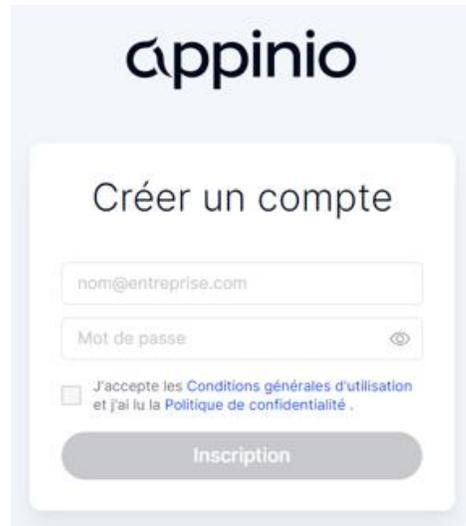 appinio
Créer un compte
nom@entreprise.com
Mot de passe
J'accepte les Conditions générales d'utilisation
et j'ai lu la Politique de confidentialité .
Inscription